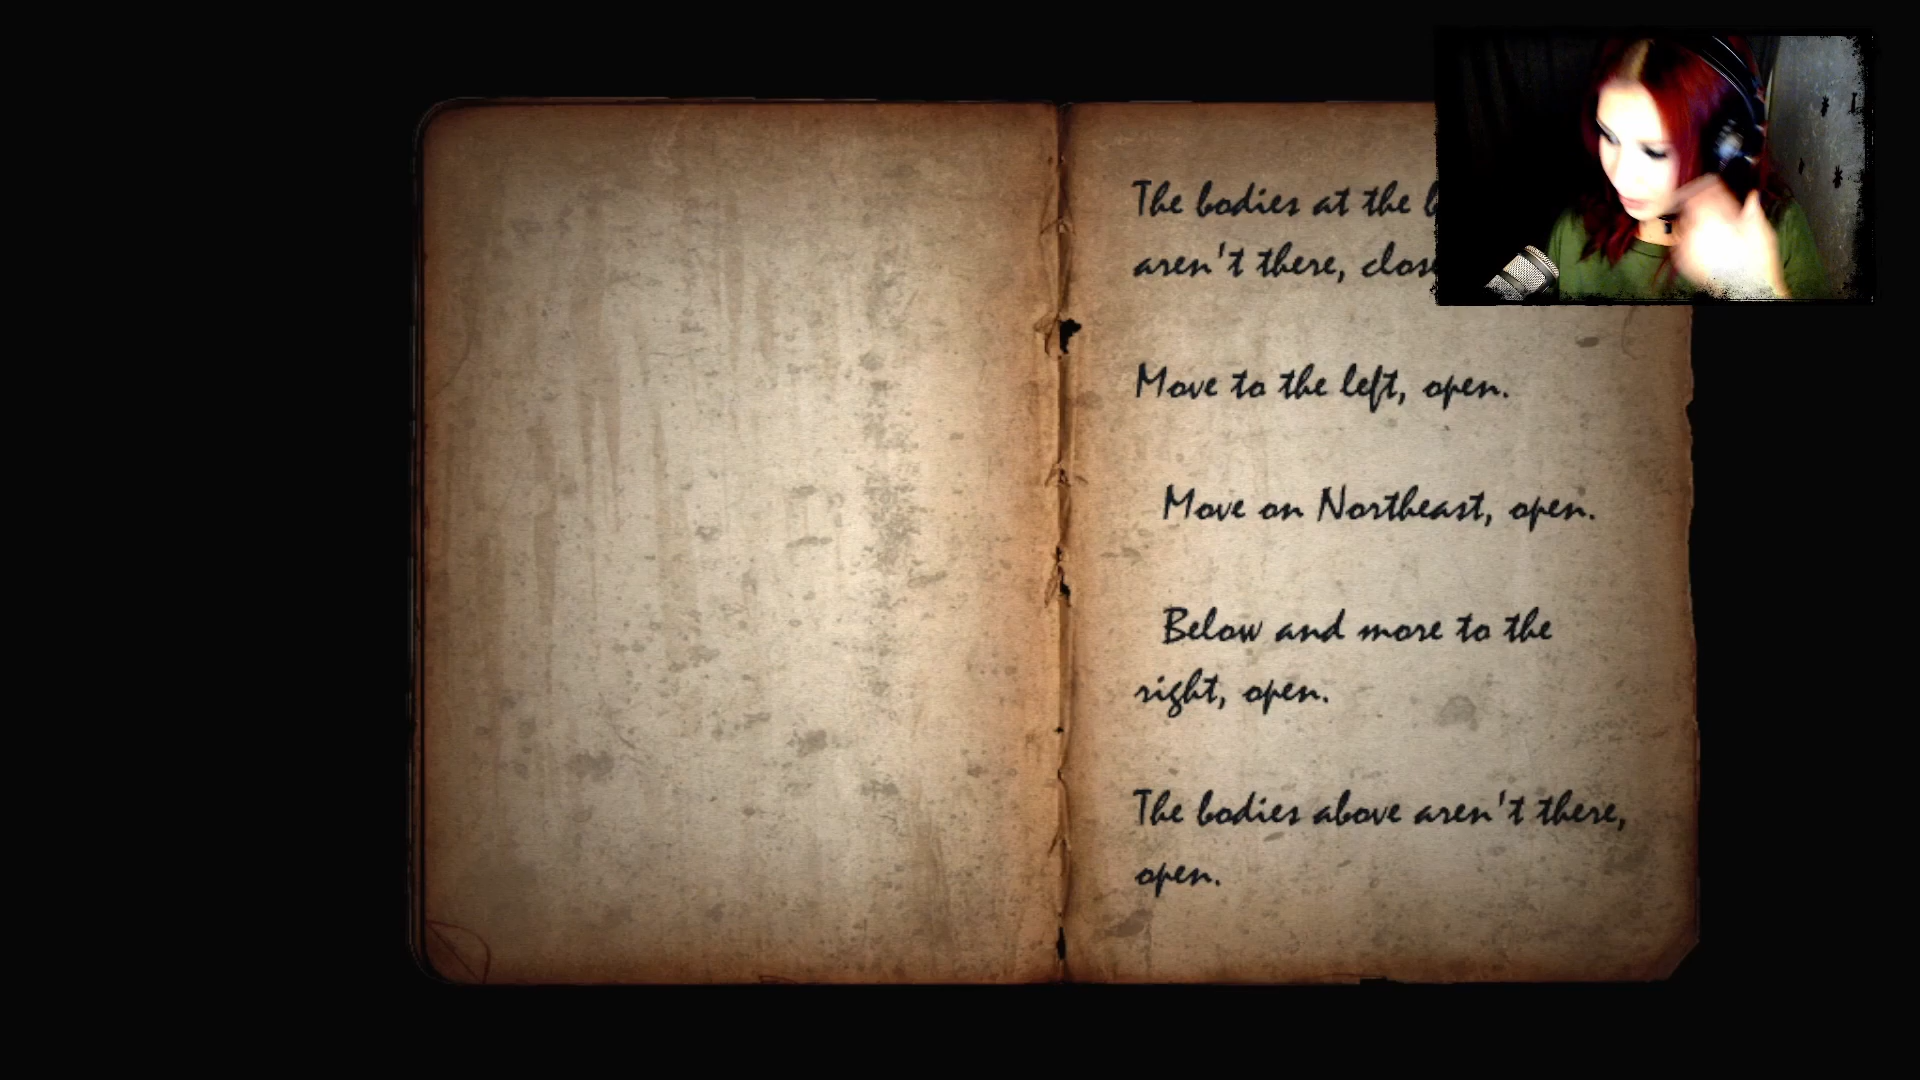 The bodies at the
aren't there,
Move to the left, open.
Move on Northeast, open.
Below and more to the
right, open.
The bodies above aren't there,
open.